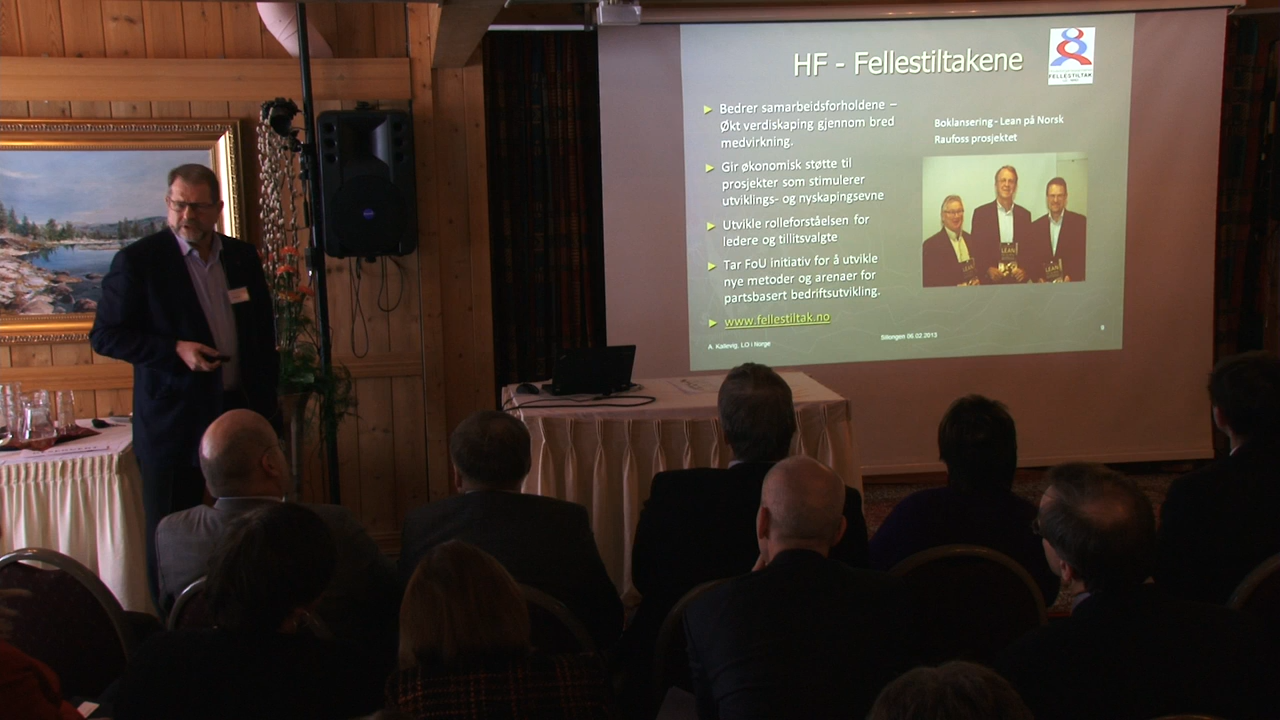 HF - Fellestiltakene
FELLESTILTAK
► Bedrer samarbeidsforholdene –
Økt verdiskaping gjennom bred
medvirkning.
► Gir økonomisk støtte til
prosjekter som stimulerer
utviklings- og nyskapingsevne
► Utvikle rolleforståelsen for
ledere og tillitsvalgte
► Tar FoU initiativ for å utvikle
nye metoder og arenaer for
partsbasert bedriftsutvikling.
► www.fellestiltak.no
Boklansering - Lean på Norsk
Raufoss prosjektet
LEAN
LEAN
A. Kallevig, LO i Norge
Sillongen 06.02.2013